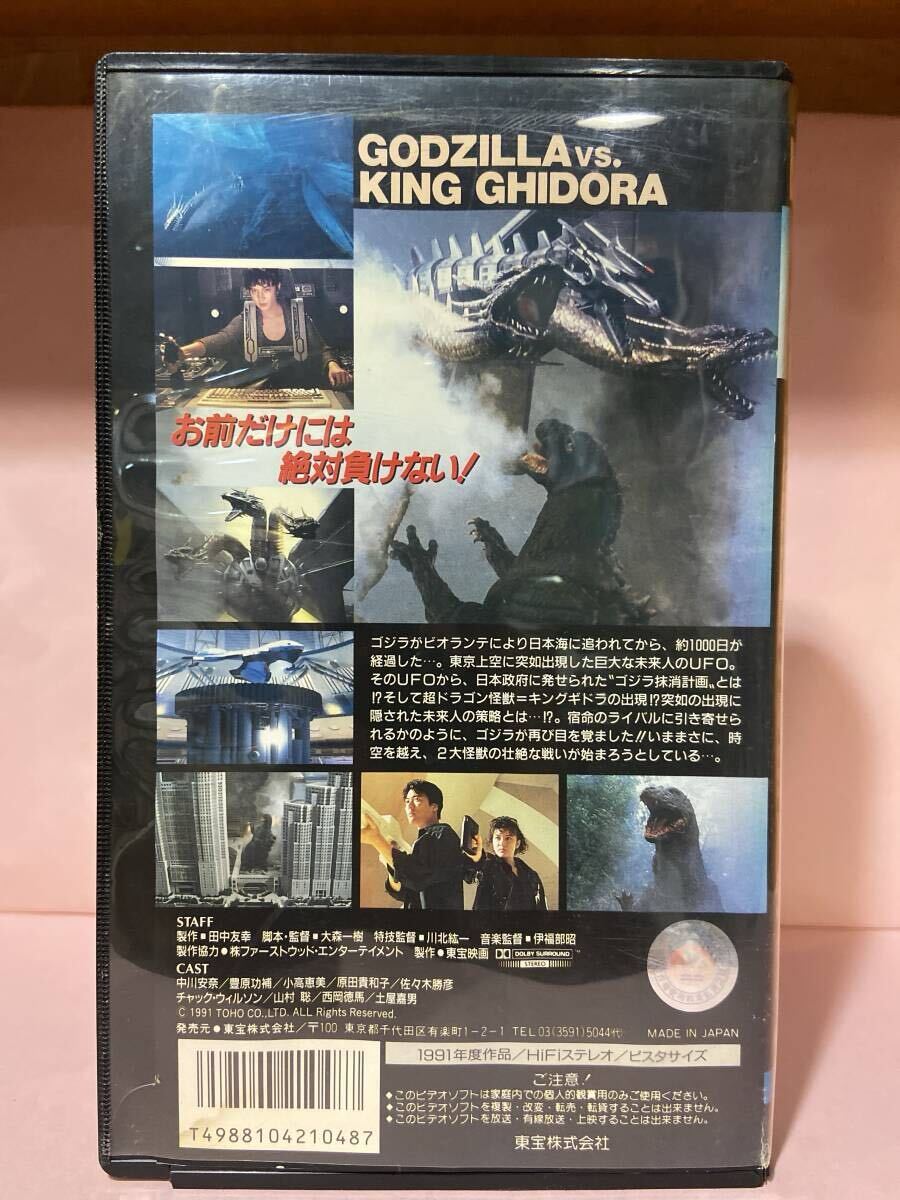 GODZILLA VS.
KING GHIDORA
お前だけには
絶対負けない!
ゴジラがビオランテにより日本海に追われてから、約1000日が
経過した…。東京上空に突如出現した巨大な未来人のUFO。
そのUFOから、日本政府に発せられた〝ゴジラ抹消計画〟とは
!?そして超ドラゴン怪獣=キングギドラの出現!?突如の出現に
隠された未来人の策略とは…!?。宿命のライバルに引き寄せら
れるかのように、ゴジラが再び目を覚ました!!いままさに、時
空を越え、2大怪獣の壮絶な戦いが始まろうとしている…。
STAFF
製作■田中友幸 脚本・監督■大森一樹 特技監督■川北紘一 音楽監督■伊福部昭
製作協力●株ファーストウッド・エンターテイメント 製作●東宝映画 DOLBY SURROUND
STEREO
CAST
中川安奈/豊原功補/小高恵美/原田貴和子/佐々木勝彦/
チャック・ウィルソン/山村 聡/西岡徳馬/土屋嘉男
© 1991 TOHO CO.,LTD. ALL Rights Reserved.
発売元●東宝株式会社/〒100 東京都千代田区有楽町1-2-1 TEL 03(3591)5044代) MADE IN JAPAN
1991年度作品/HiFiステレオ/ビスタサイズ
ご注意!
◆このビデオソフトは家庭内での個人的観賞用のみご使用ください。
◆このビデオソフトを複製・改変・転売・転貸することは出来ません。
◆このビデオソフトを放送・有線放送・上映することは出来ません。
東宝株式会社
T4988104210487